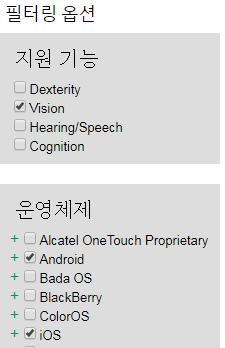 필터링 옵션
지원 기능
Dexterity
Vision
Hearing/Speech
Cognition
운영체제
+ Alcatel OneTouch Proprietary
+ Android
+ Bada OS
+ BlackBerry
+ ColorOS
+ iOS